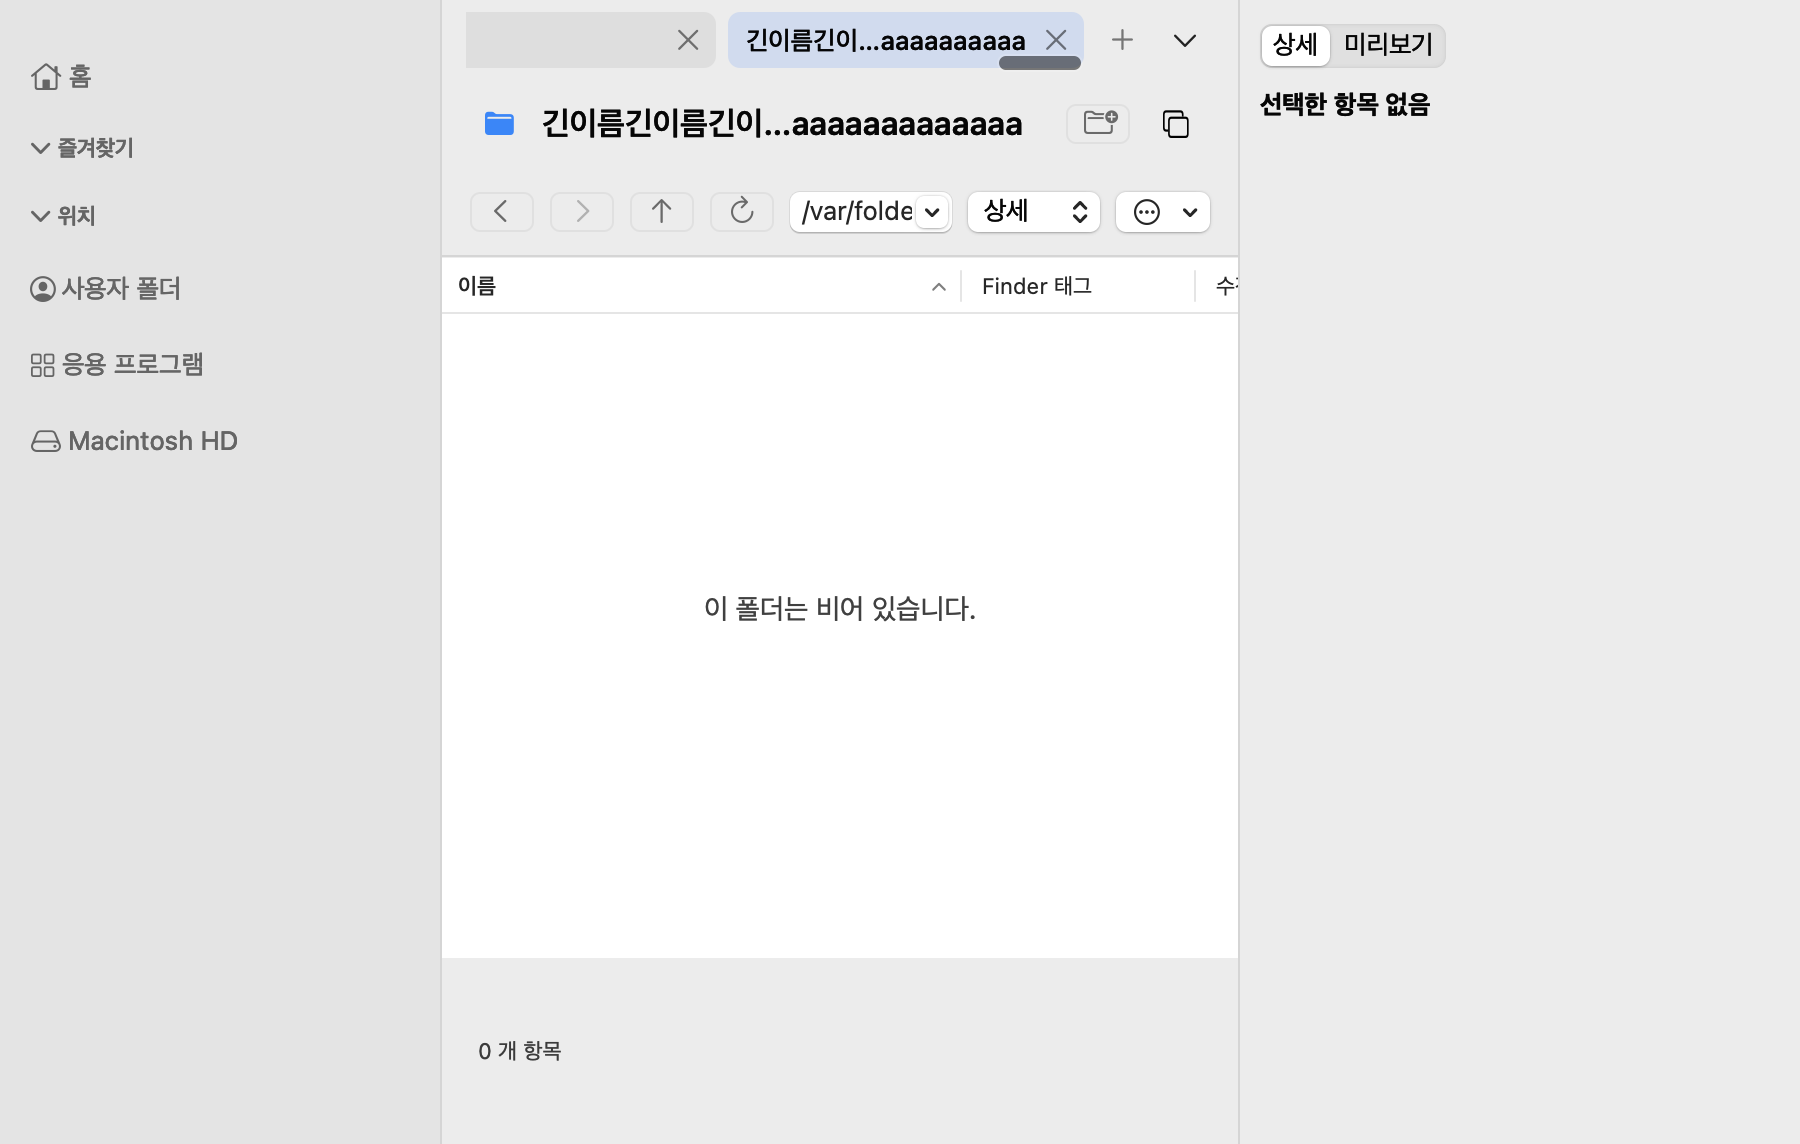 홈
즐겨찾기
위치
사용자 폴더
응용 프로그램
Macintosh HD
긴이름긴이...aaaaaaaaaa
긴이름긴이름긴이...aaaaaaaaaaaaa
/var/folde
상세
이름
Finder 태그
이 폴더는 비어 있습니다.
0 개 항목
상세 미리보기
선택한 항목 없음